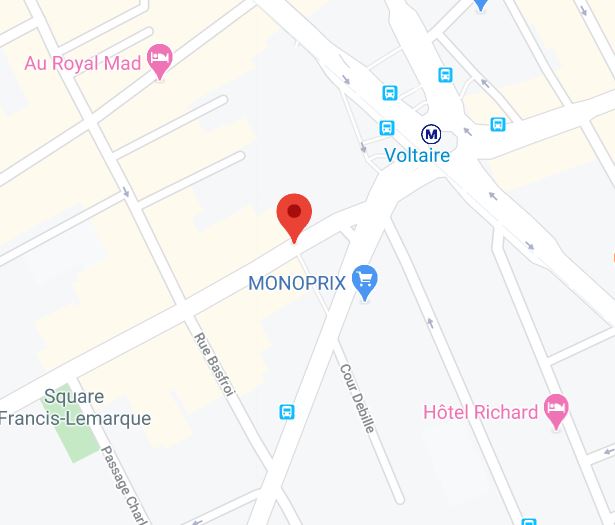 Au Royal Mad
M
Voltaire
MONOPRIX
Rue Basfroi
Square
Francis-Lemarque
Cour Debille
Hôtel Richard
Passage Charl